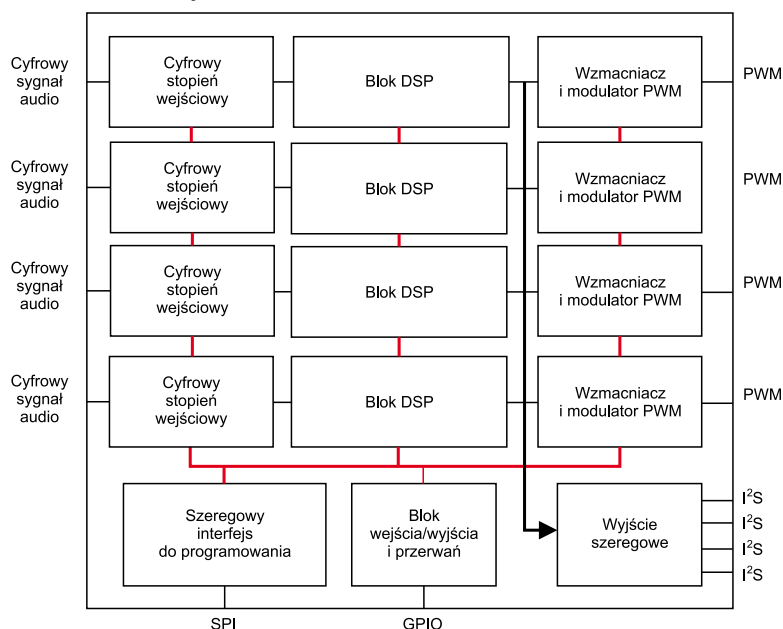 Cyfrowy
sygnał
audio
Cyfrowy
stopień
wejściowy
Blok DSP
Wzmacniacz
i modulator PWM
PWM
Cyfrowy
sygnał
audio
Cyfrowy
stopień
wejściowy
Blok DSP
Wzmacniacz
i modulator PWM
PWM
Cyfrowy
sygnał
audio
Cyfrowy
stopień
wejściowy
Blok DSP
Wzmacniacz
i modulator PWM
PWM
Cyfrowy
sygnał
audio
Cyfrowy
stopień
wejściowy
Blok DSP
Wzmacniacz
i modulator PWM
PWM
Szeregowy
interfejs
do programowania
Blok
wejścia/wyjścia
i przerwań
Wyjście
szeregowe
I²S
I²S
I²S
I²S
SPI
GPIO